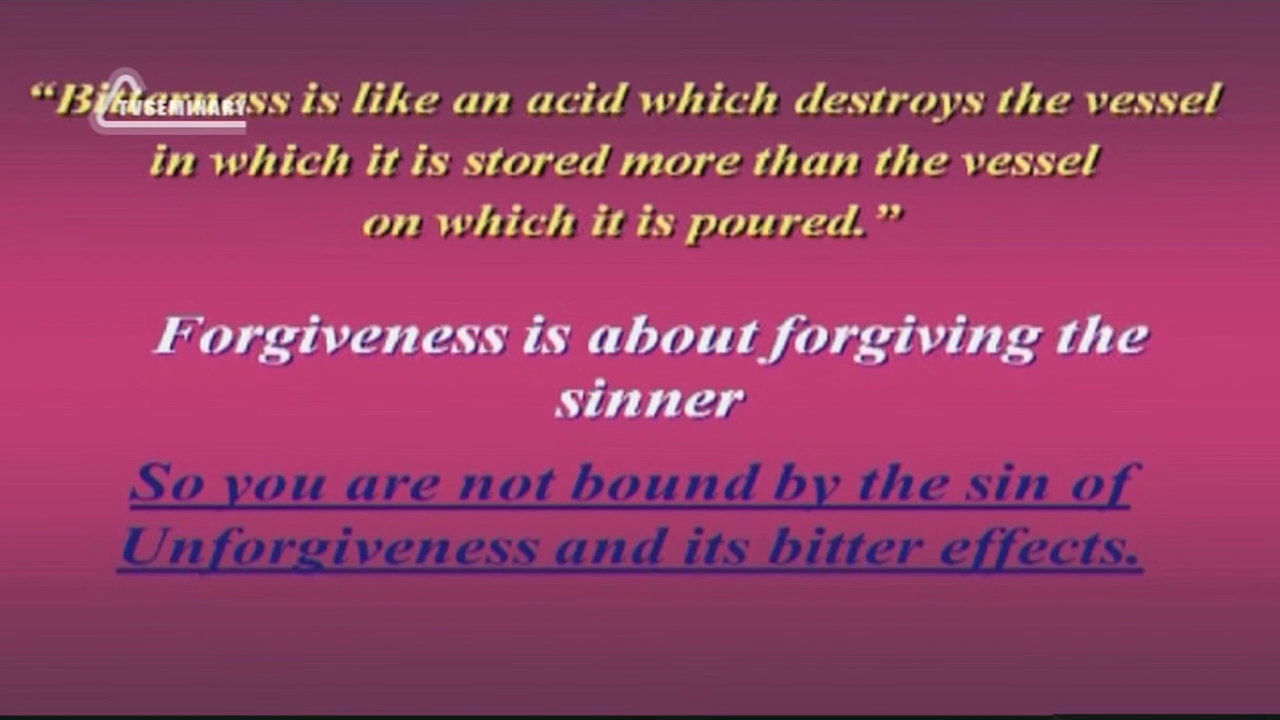 “Bitterness is like an acid which destroys the vessel
TVSEMINARY
in which it is stored more than the vessel
on which it is poured.”
Forgiveness is about forgiving the
sinner
So you are not bound by the sin of
Unforgiveness and its bitter effects.